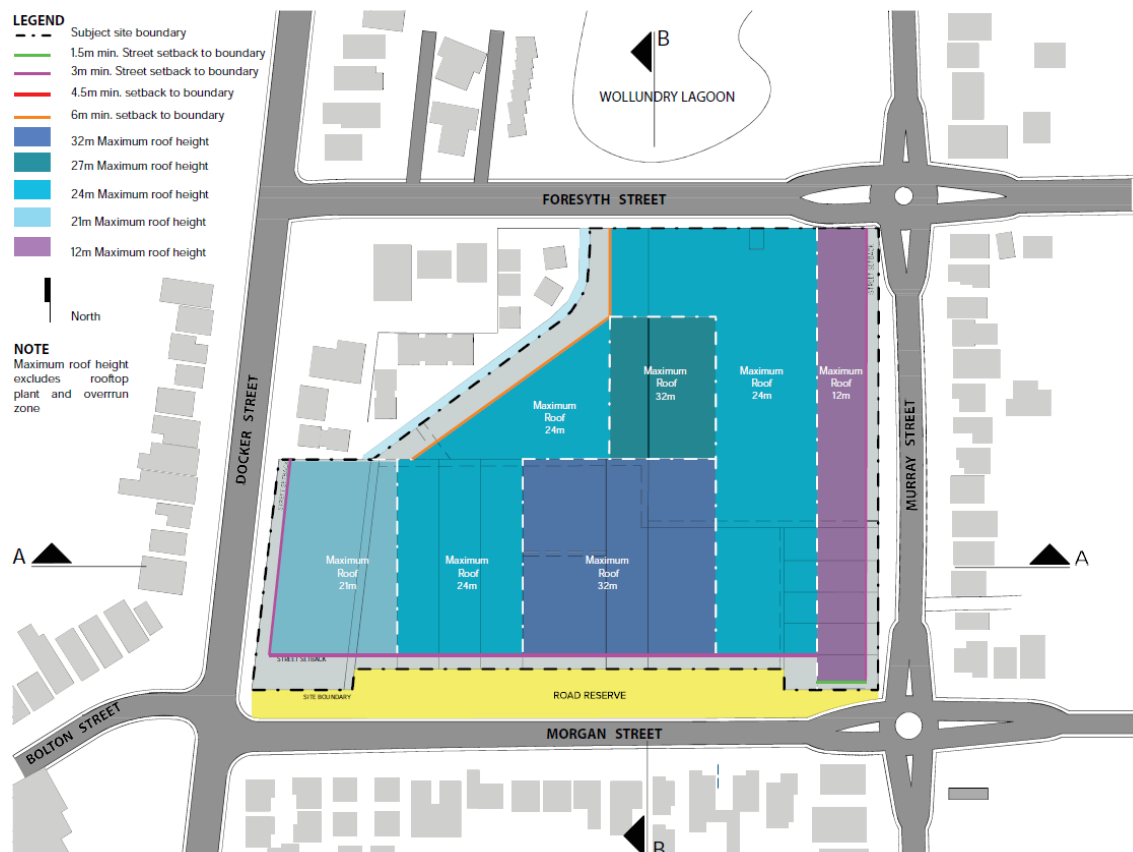 LEGEND
Subject site boundary
1.5m min. Street setback to boundary
3m min. Street setback to boundary
4.5m min. setback to boundary
6m min. setback to boundary
32m Maximum roof height
27m Maximum roof height
24m Maximum roof height
21m Maximum roof height
12m Maximum roof height
North
NOTE
Maximum roof height
excludes rooftop
plant and overrrun
zone
B
WOLLUNDRY LAGOON
FORESYTH STREET
STREET SETBACK
DOCKER STREET
MURRAY STREET
Maximum
Roof
32m
Maximum
Roof
24m
Maximum
Roof
12m
Maximum
Roof
24m
STREET SETBACK
A
A
Maximum
Roof
21m
Maximum
Roof
24m
Maximum
Roof
32m
STREET SETBACK
SITE BOUNDARY
ROAD RESERVE
BOLTON STREET
MORGAN STREET
B